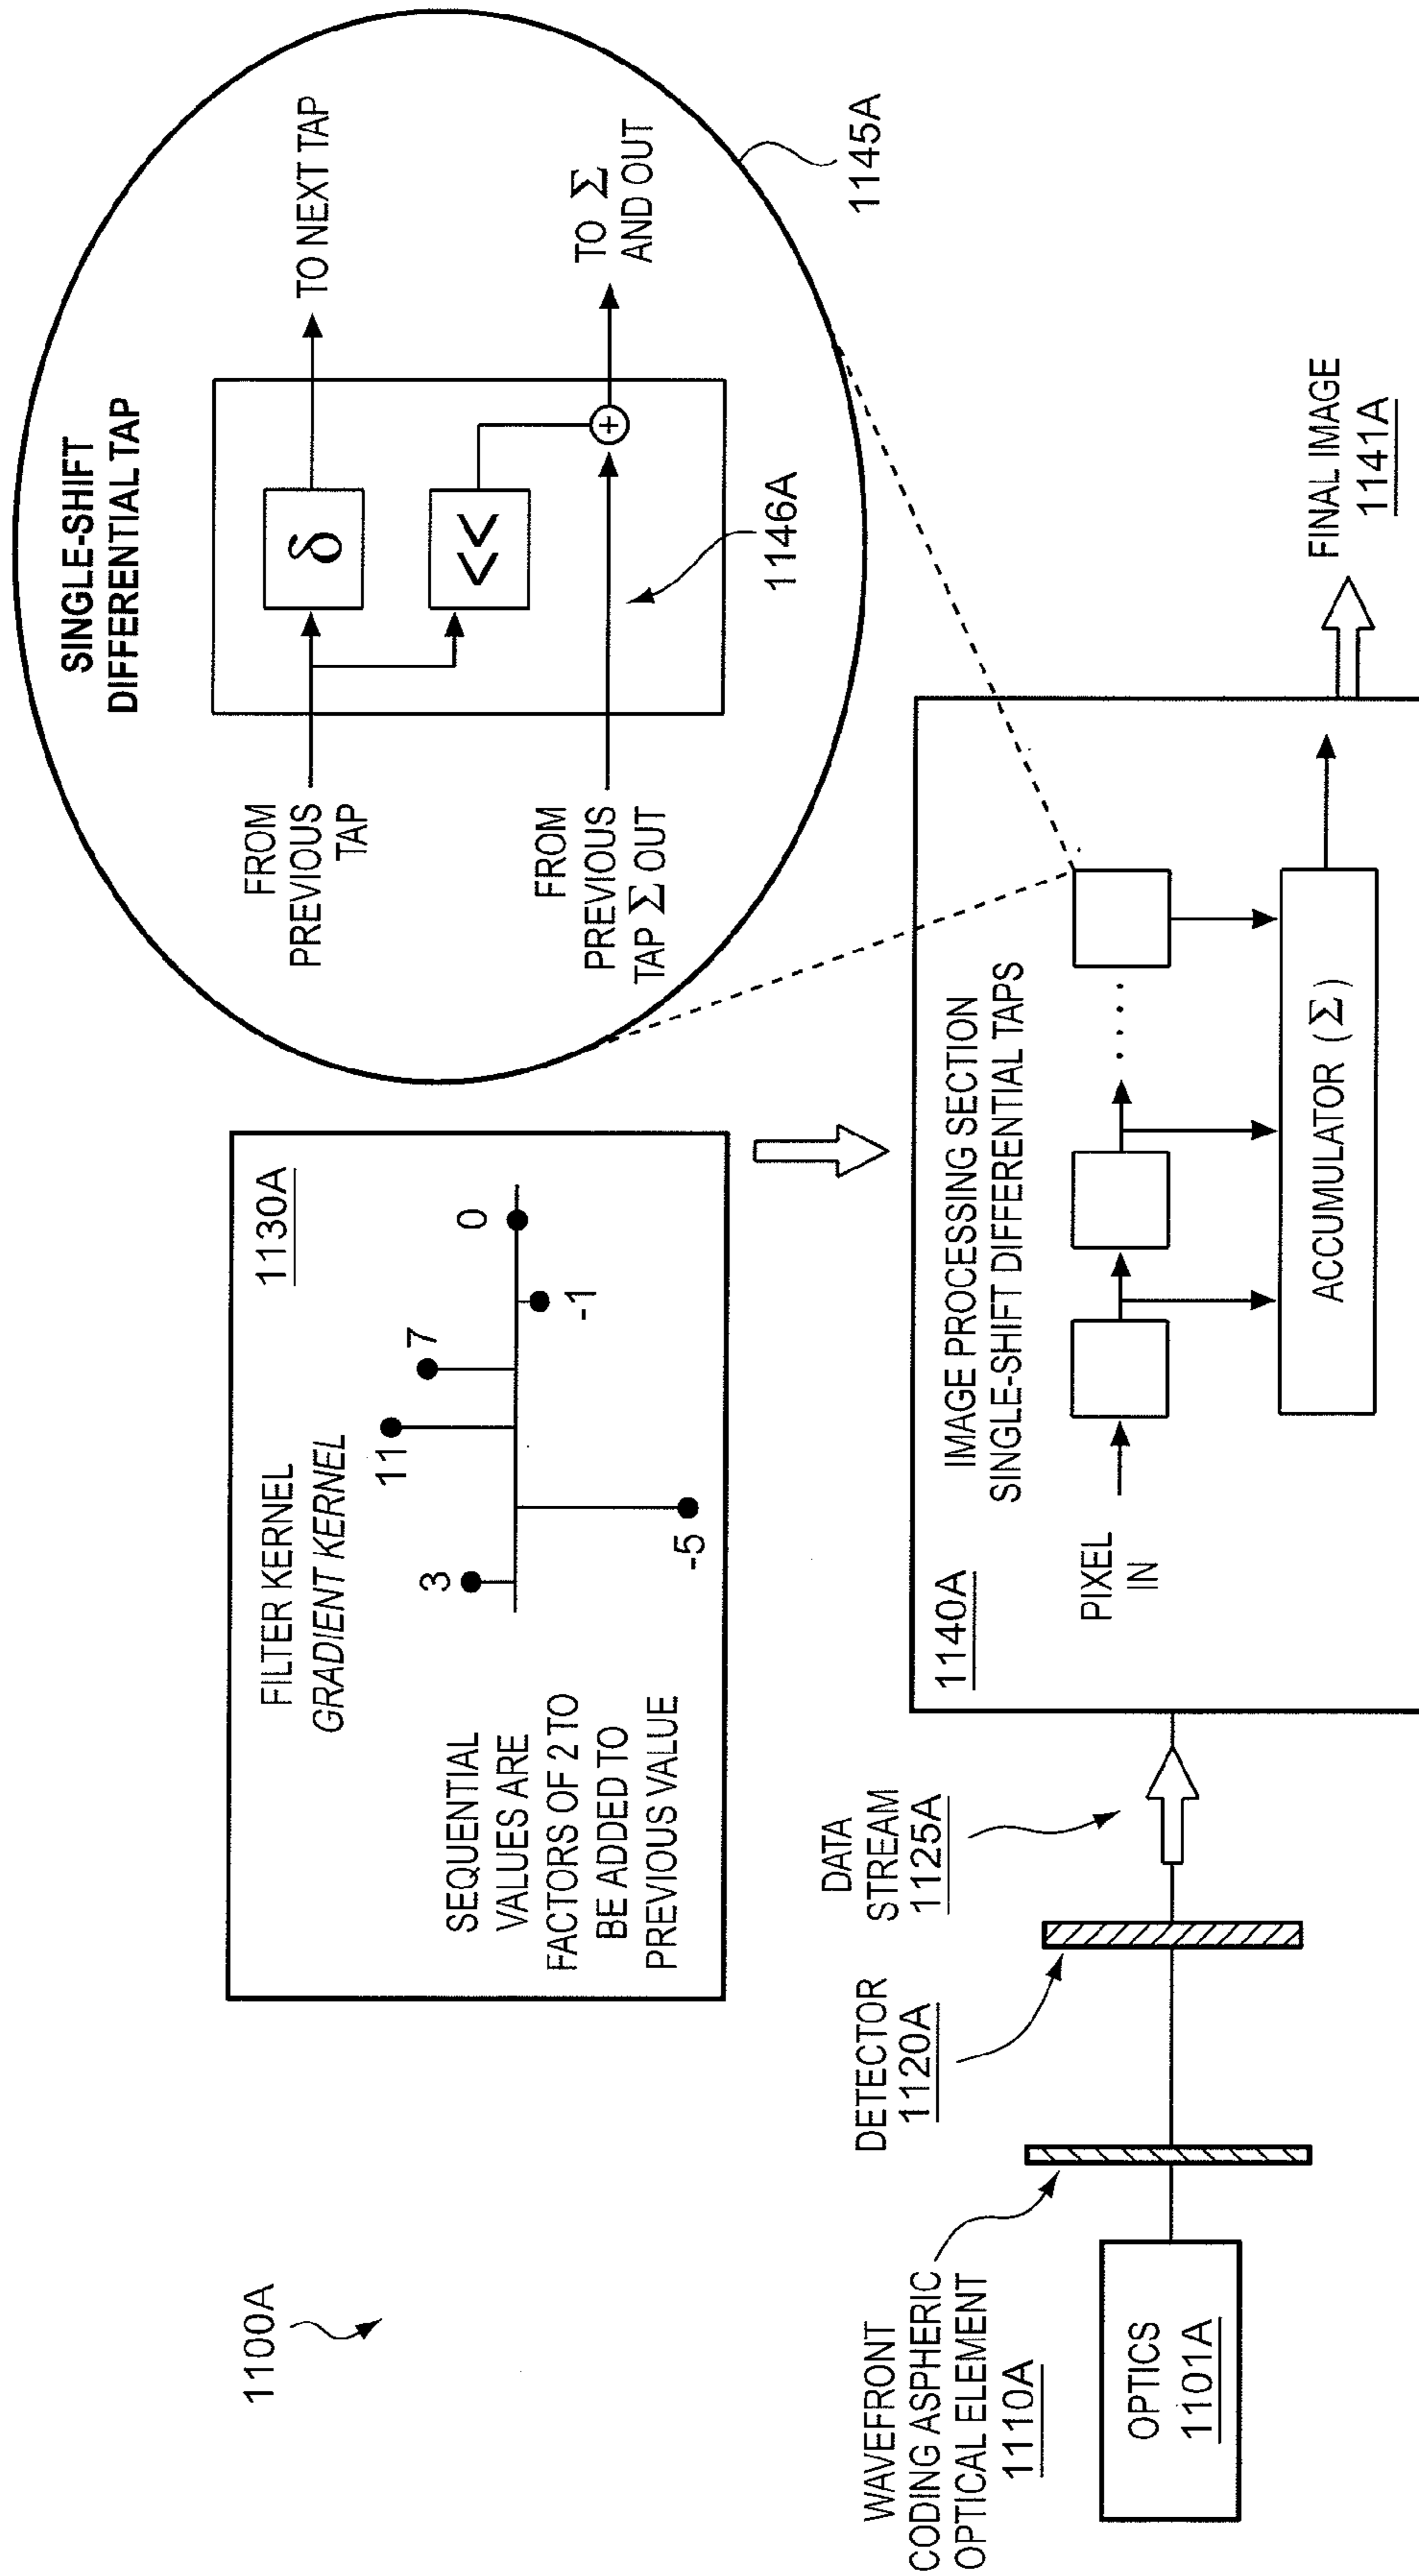 1100A
FILTER KERNEL
GRADIENT KERNEL
1130A
SEQUENTIAL
VALUES ARE
FACTORS OF 2 TO
BE ADDED TO
PREVIOUS VALUE
3
-5
11
7
-1
0
SINGLE-SHIFT
DIFFERENTIAL TAP
FROM
PREVIOUS
TAP
δ
TO NEXT TAP
<<
FROM
PREVIOUS
TAP Σ OUT
+
TO Σ
AND OUT
1146A
1145A
WAVEFRONT
CODING ASPHERIC
OPTICAL ELEMENT
1110A
OPTICS
1101A
DETECTOR
1120A
DATA
STREAM
1125A
1140A
IMAGE PROCESSING SECTION
SINGLE-SHIFT DIFFERENTIAL TAPS
PIXEL
IN
.....
ACCUMULATOR (Σ)
FINAL IMAGE
1141A